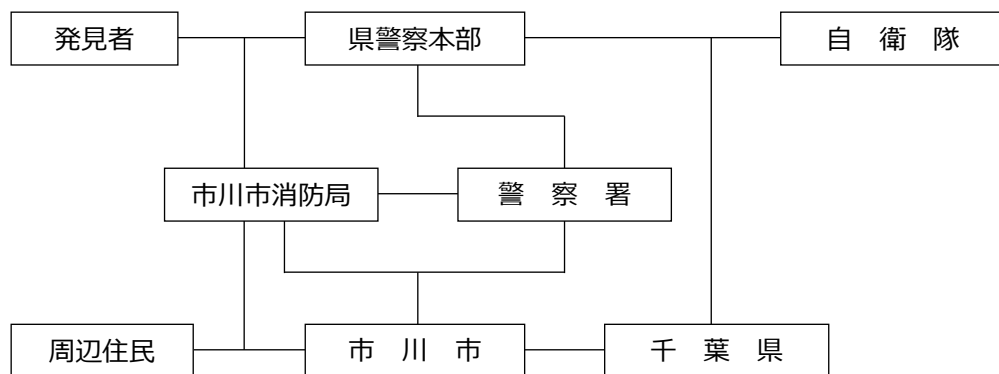 発見者
県警察本部
自 衛 隊
市川市消防局
警 察 署
周辺住民
市 川 市
千 葉 県